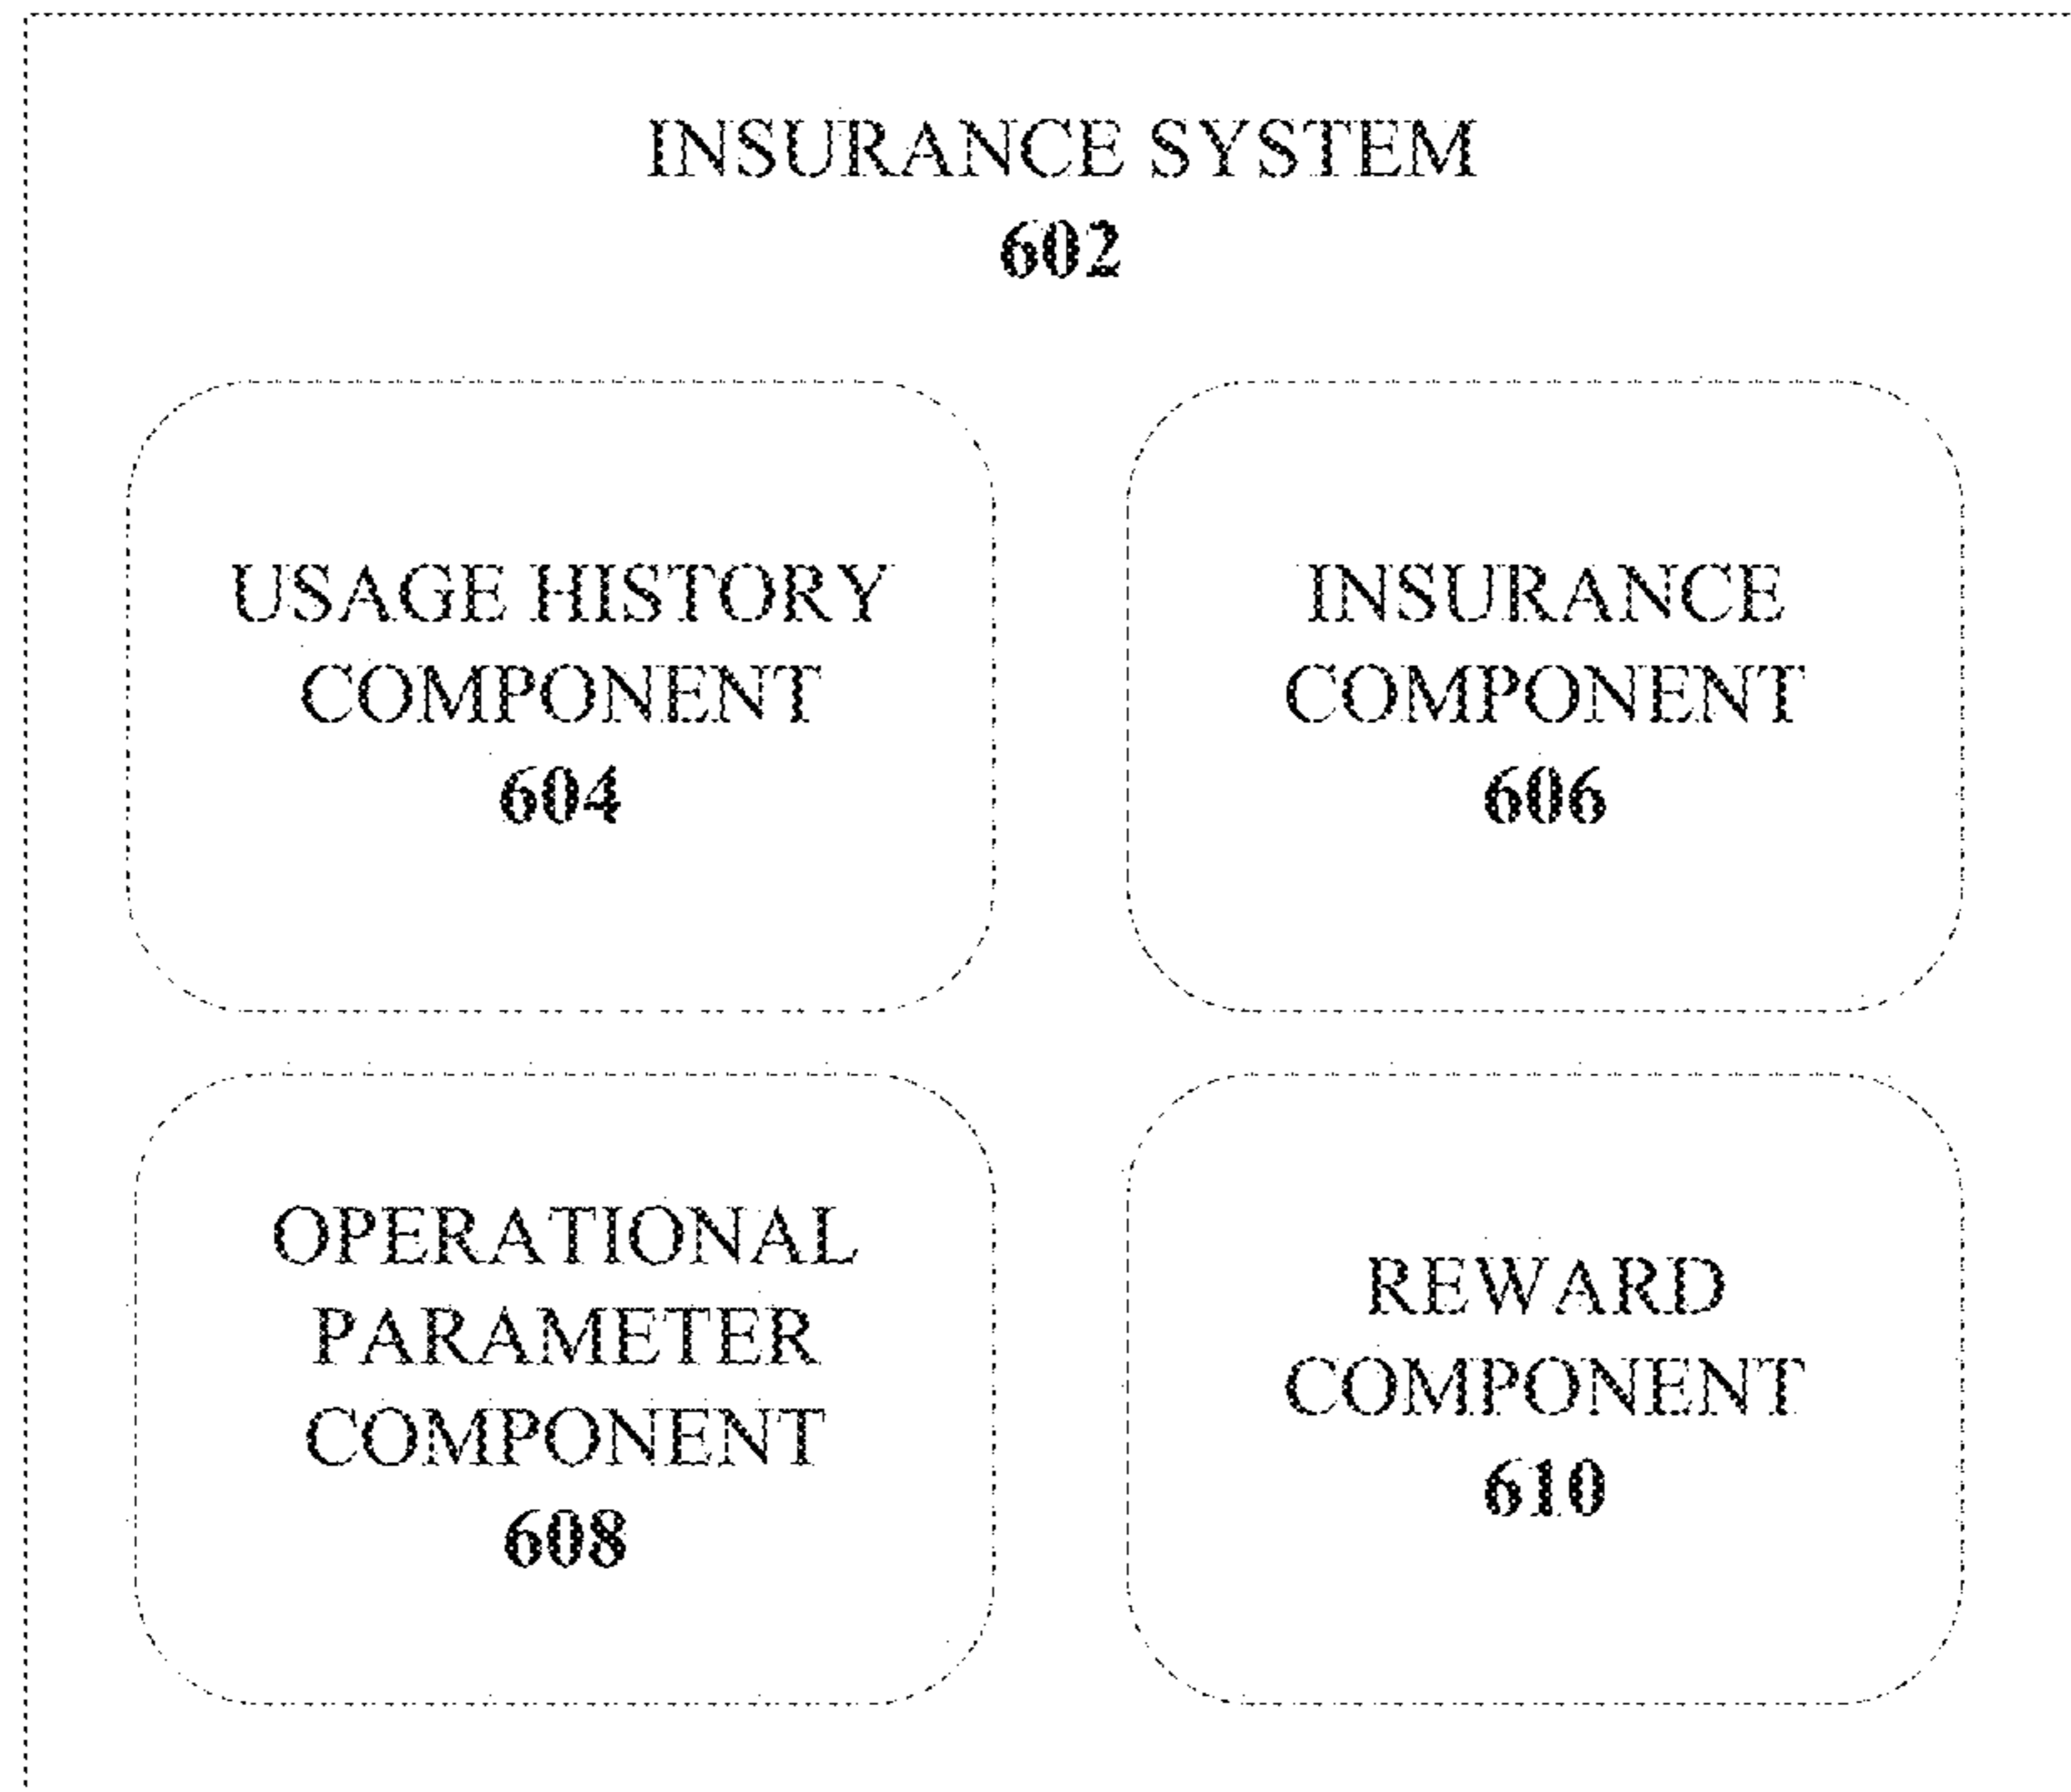 INSURANCE SYSTEM
602
USAGE HISTORY
COMPONENT
604
INSURANCE
COMPONENT
606
OPERATIONAL
PARAMETER
COMPONENT
608
REWARD
COMPONENT
610